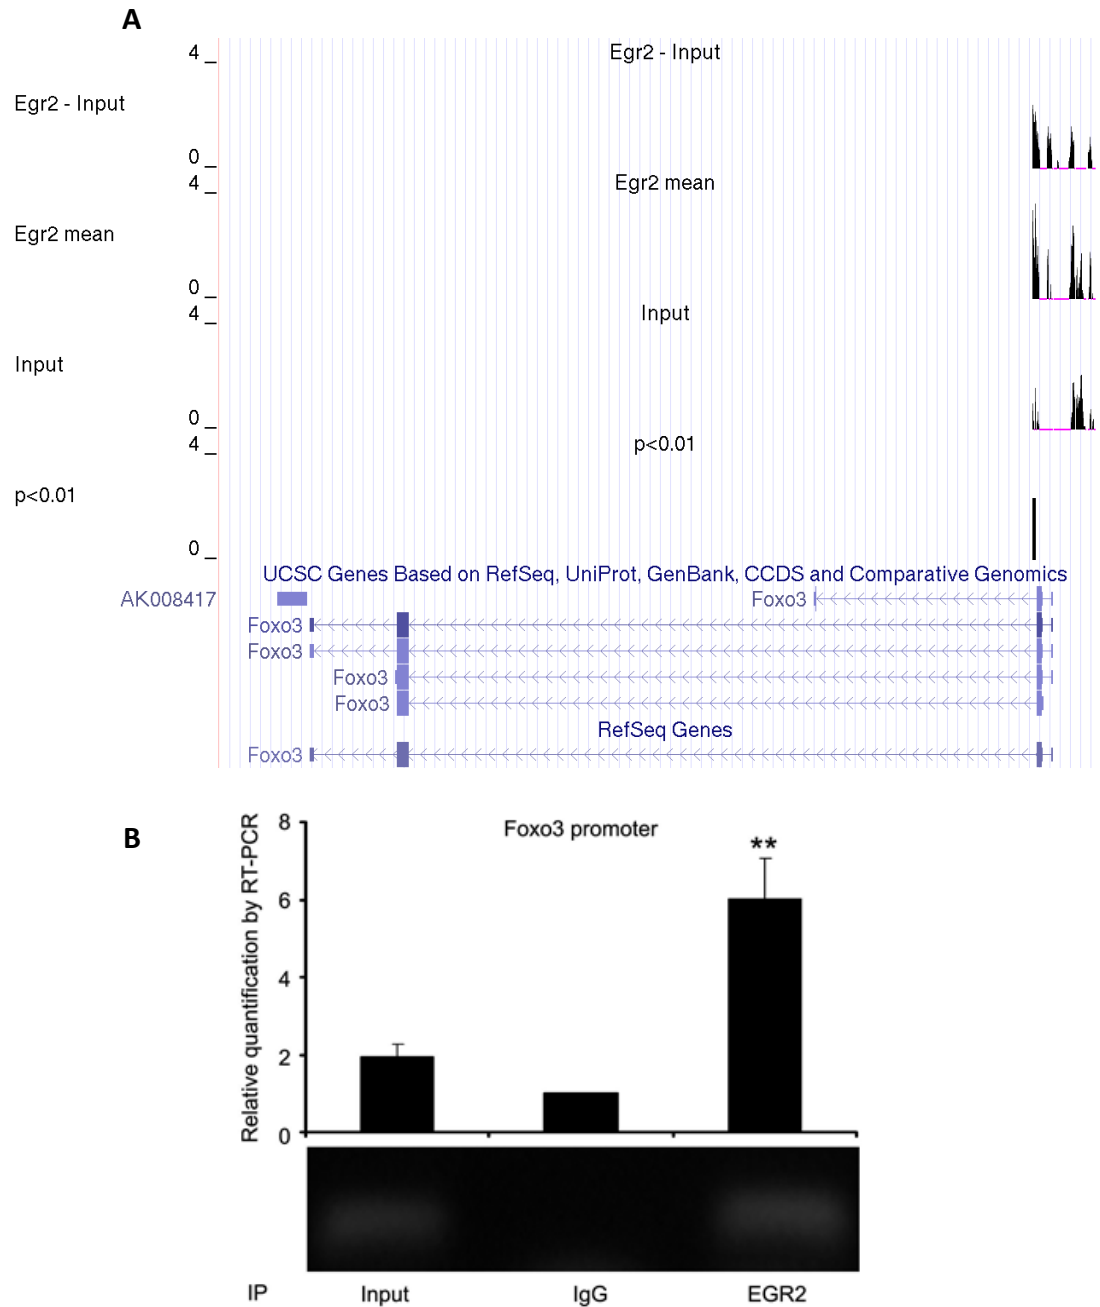 A
4
Egr2 - Input
Egr2 - Input
0
4
Egr2 mean
Egr2 mean
0
4
Input
Input
0
4
p<0.01
p<0.01
0
UCSC Genes Based on RefSeq, UniProt, GenBank, CCDS and Comparative Genomics
AK008417
Foxo3
Foxo3
Foxo3
Foxo3
Foxo3
RefSeq Genes
Foxo3
B
Relative quantification by RT-PCR
8
6
4
2
0
Foxo3 promoter
**
IP Input IgG EGR2